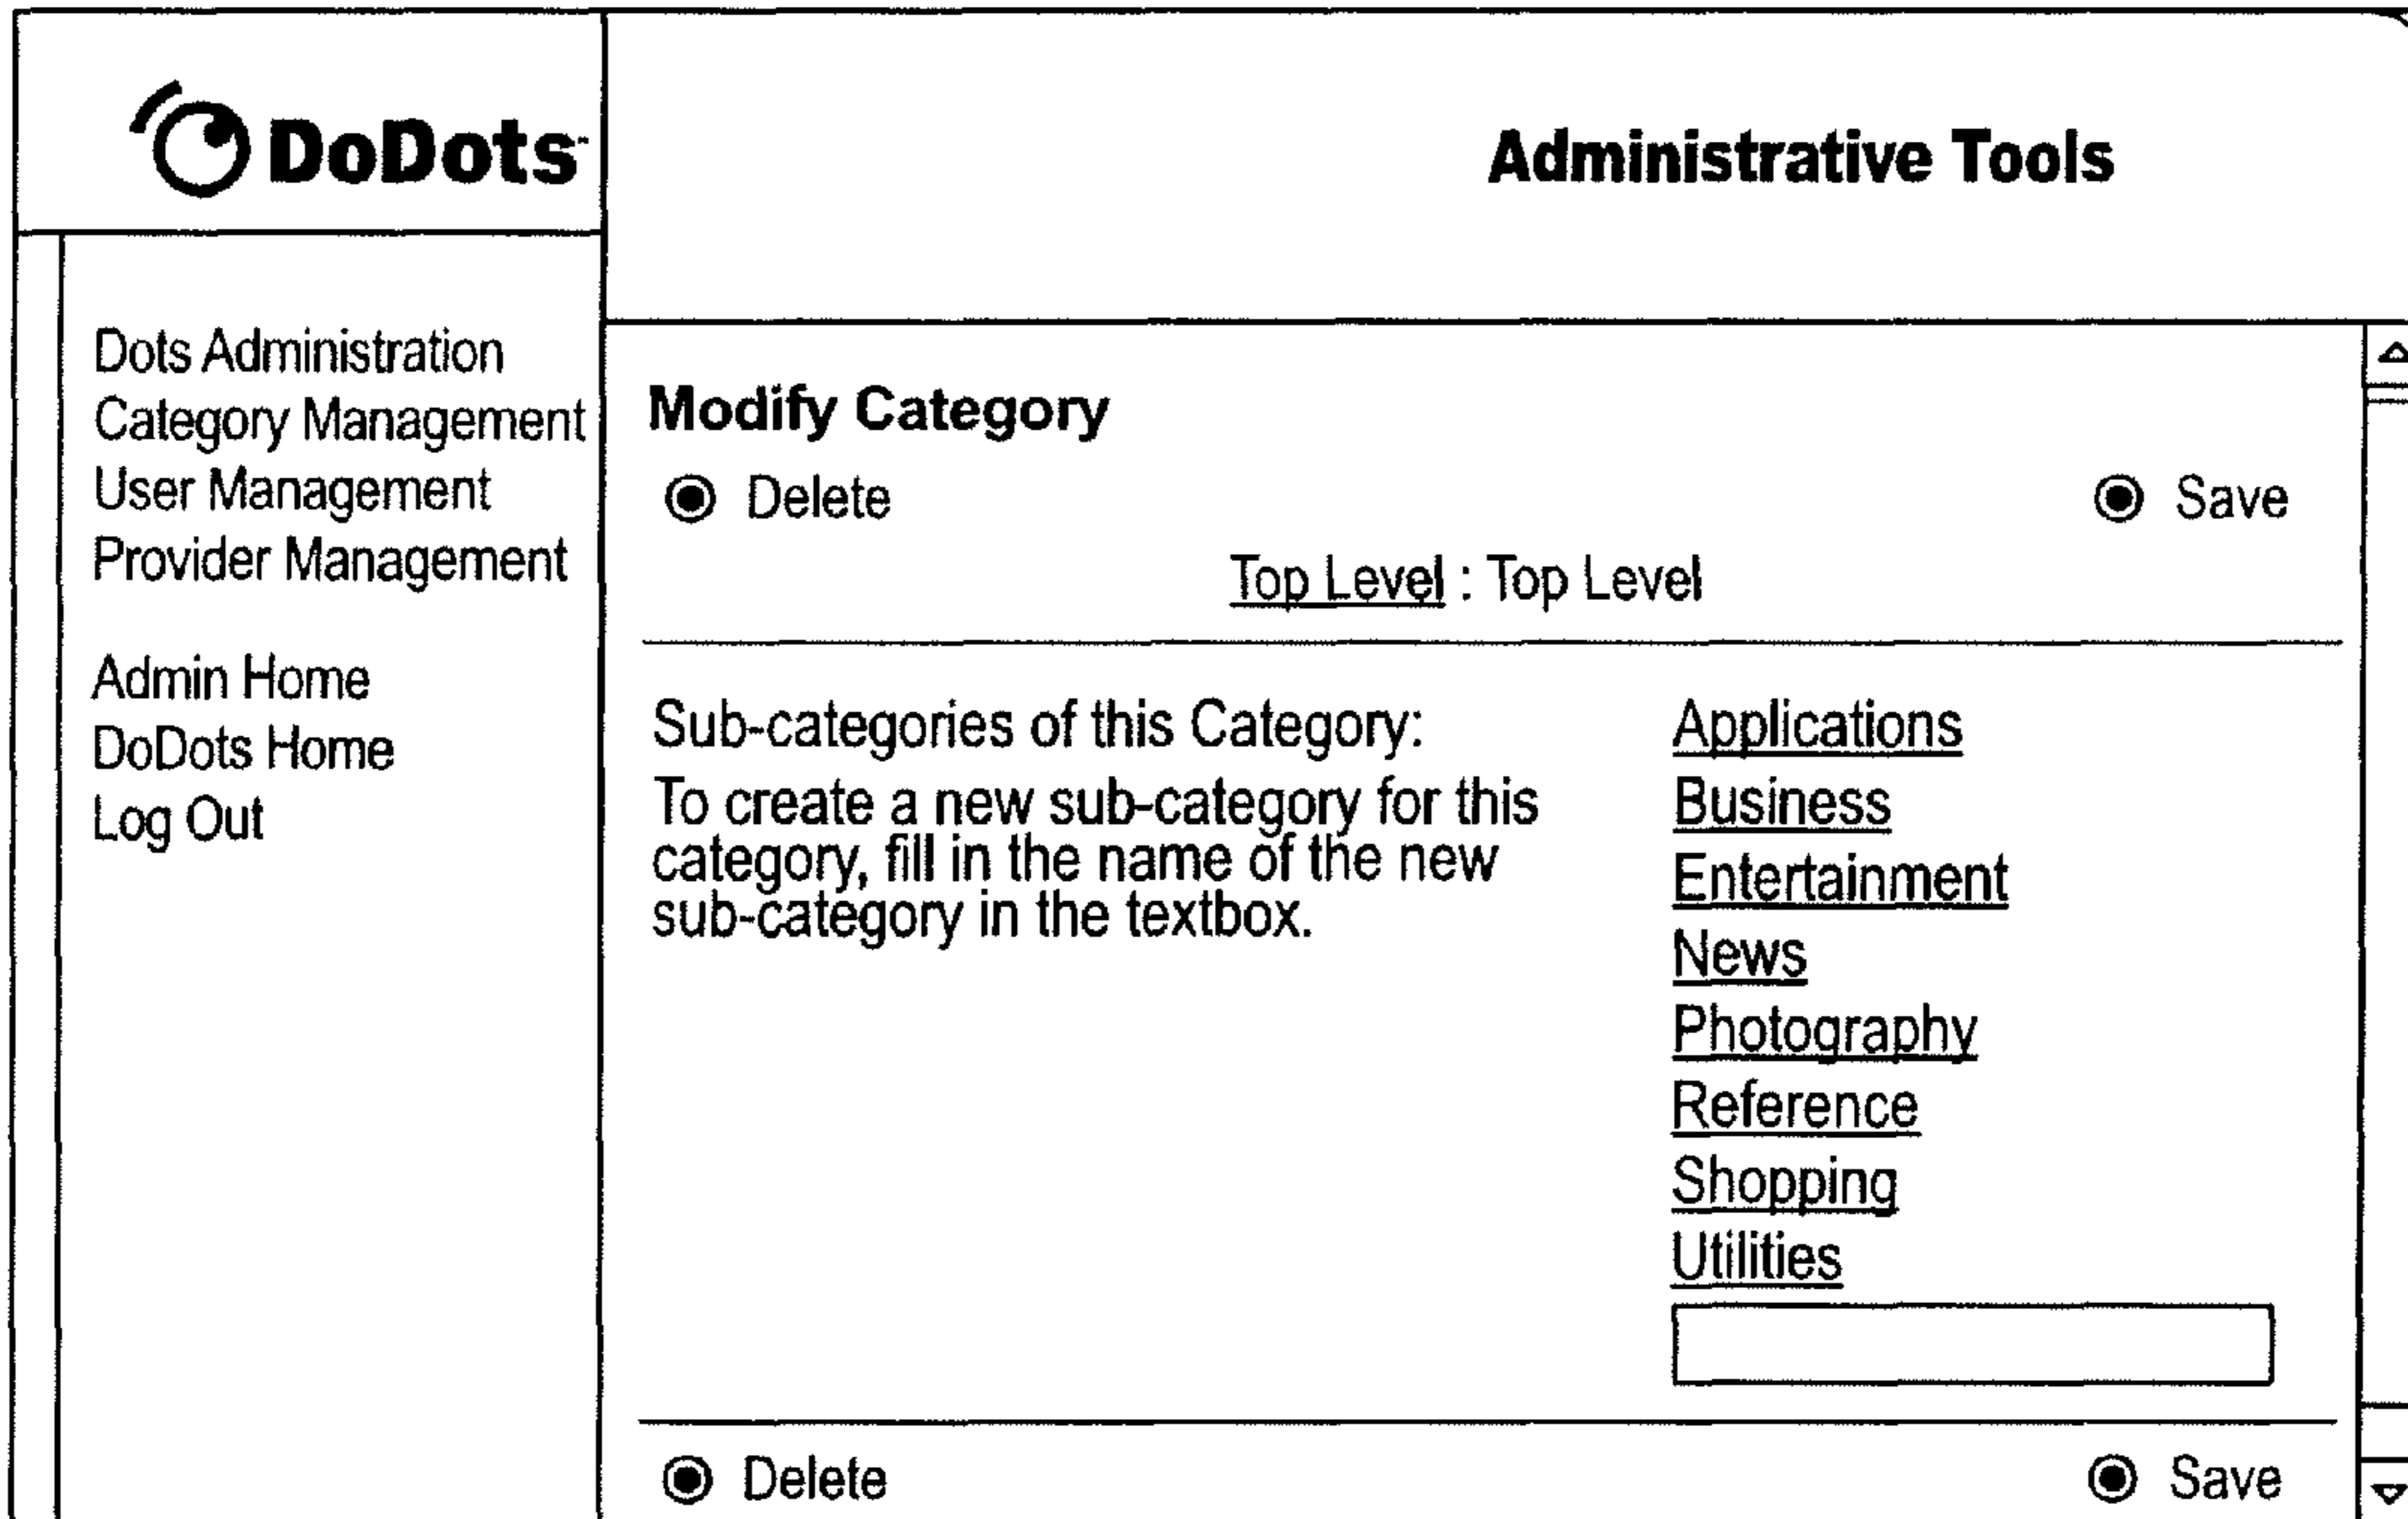 DoDots™
Administrative Tools
Dots Administration
Category Management
User Management
Provider Management
Admin Home
DoDots Home
Log Out
Modify Category
Delete
Save
Top Level : Top Level
Sub-categories of this Category:
To create a new sub-category for this
category, fill in the name of the new
sub-category in the textbox.
Applications
Business
Entertainment
News
Photography
Reference
Shopping
Utilities
Delete
Save